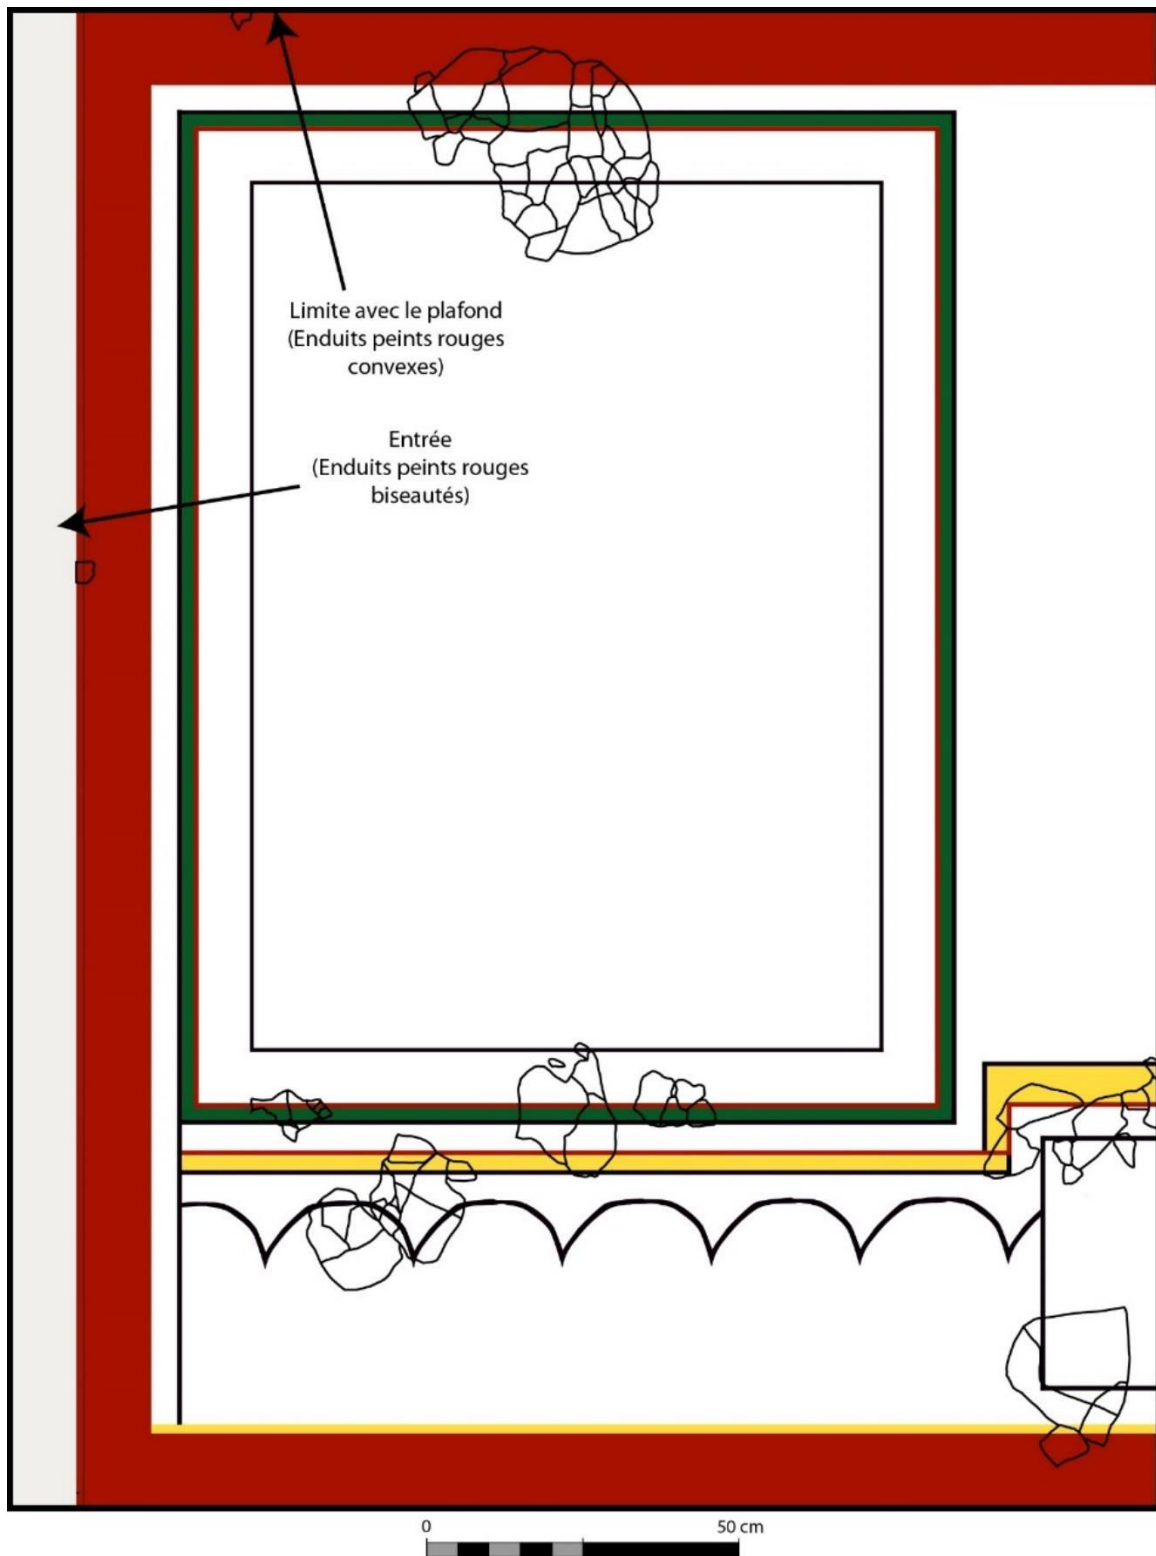 Limite avec le plafond
(Enduits peints rouges
convexes)
Entrée
(Enduits peints rouges
biseautés)
0
50 cm